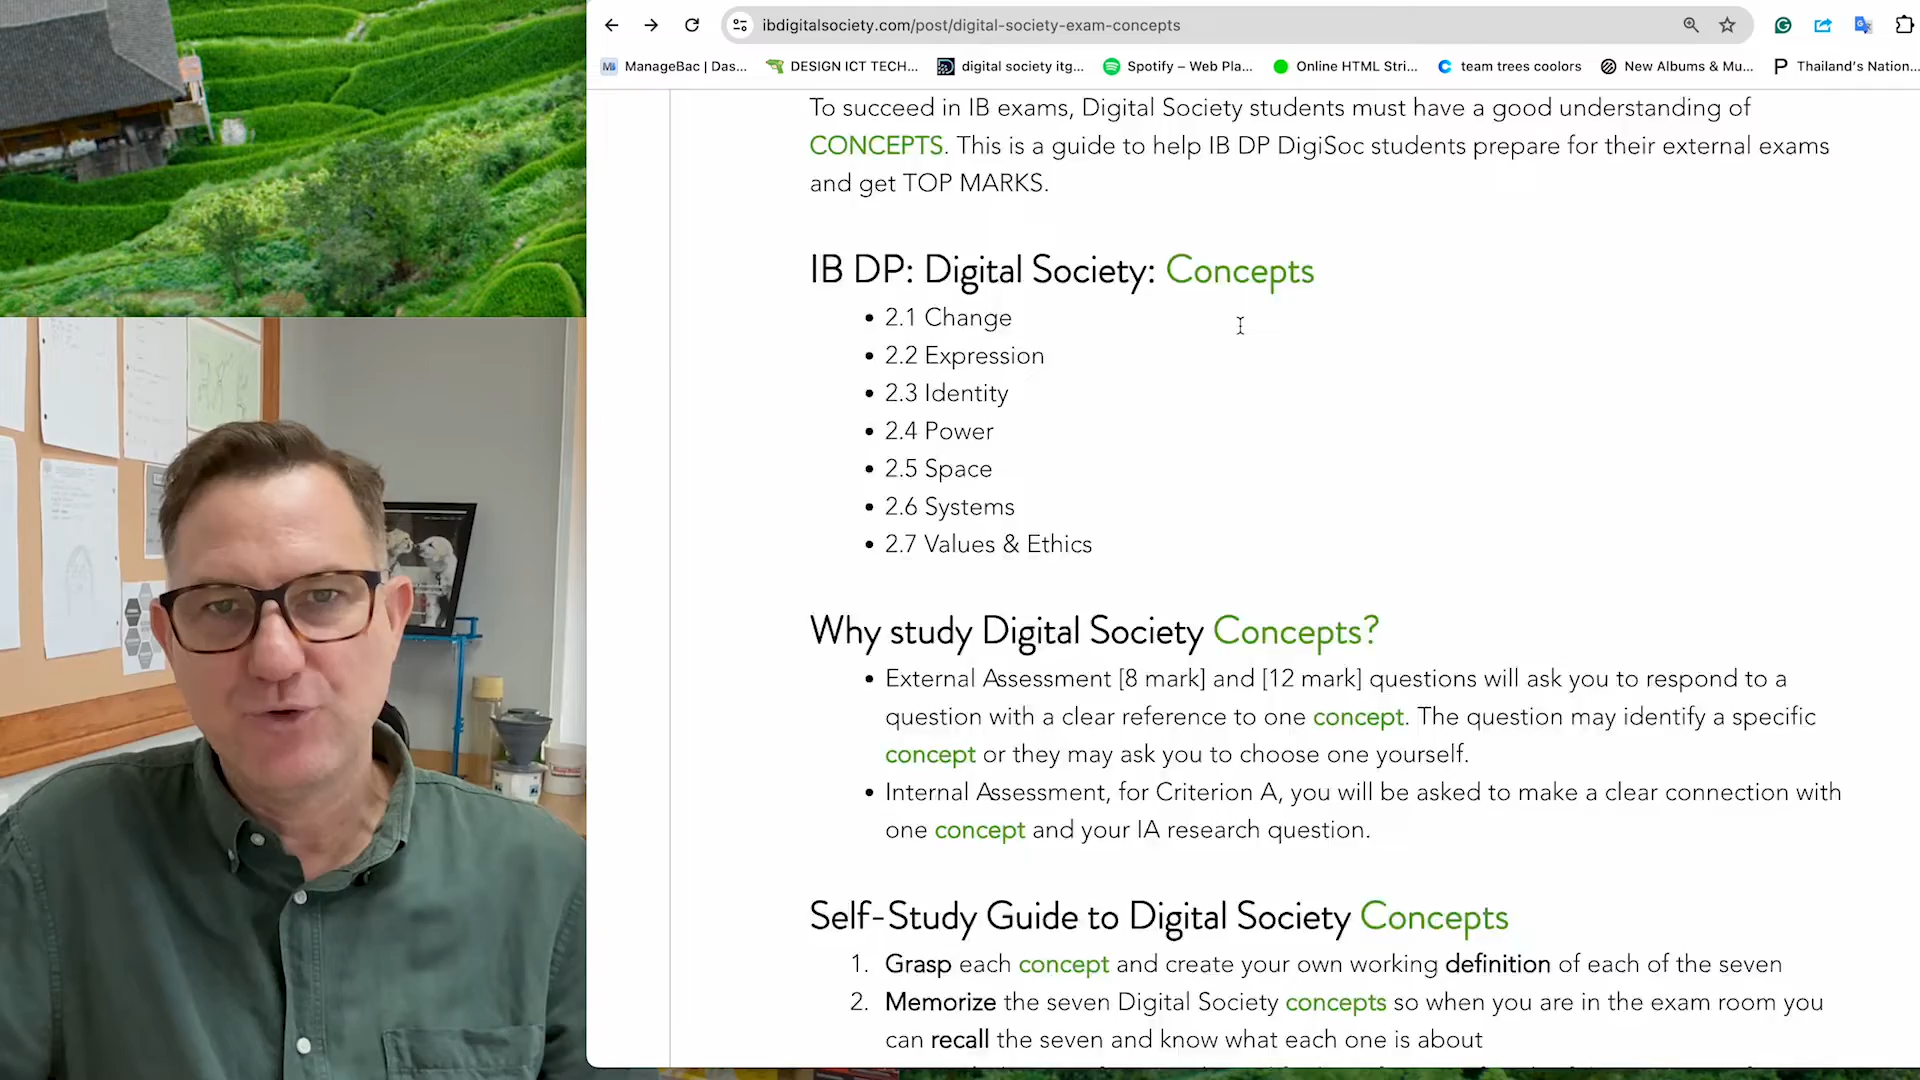 ibdigitalsociety.com/post/digital-society-exam-concepts
ManageBac | Das...
DESIGN ICT TECH...
digital society itg...
Spotify – Web Pla...
Online HTML Stri...
team trees coolors
New Albums & Mu...
Thailand's Nation...
To succeed in IB exams, Digital Society students must have a good understanding of
CONCEPTS. This is a guide to help IB DP DigiSoc students prepare for their external exams
and get TOP MARKS.
IB DP: Digital Society: Concepts
• 2.1 Change
• 2.2 Expression
• 2.3 Identity
• 2.4 Power
• 2.5 Space
• 2.6 Systems
• 2.7 Values & Ethics
Why study Digital Society Concepts?
• External Assessment [8 mark] and [12 mark] questions will ask you to respond to a
question with a clear reference to one concept. The question may identify a specific
concept or they may ask you to choose one yourself.
• Internal Assessment, for Criterion A, you will be asked to make a clear connection with
one concept and your IA research question.
Self-Study Guide to Digital Society Concepts
1. Grasp each concept and create your own working definition of each of the seven
2. Memorize the seven Digital Society concepts so when you are in the exam room you
can recall the seven and know what each one is about